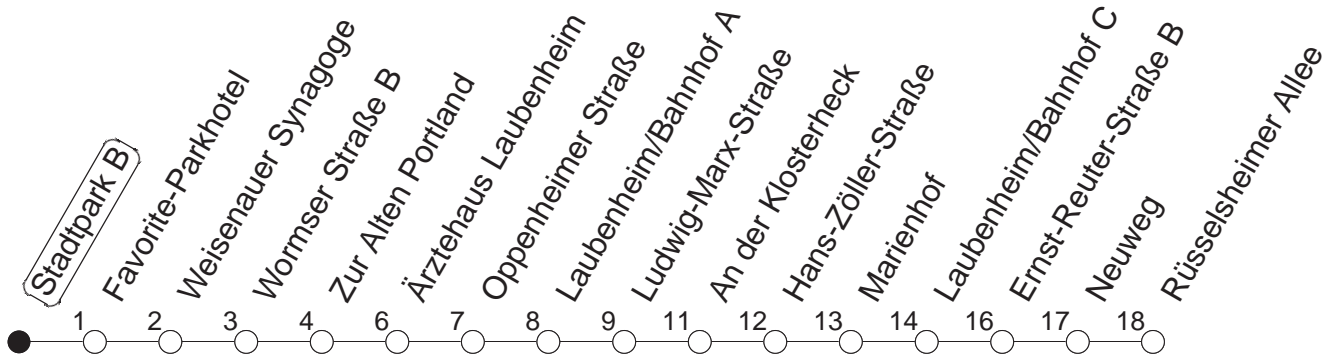 Stadtpark B
Favorite-Parkhotel
Weisenauer Synagoge
Wormser Straße B
Zur Alten Portland
Ärztehaus Laubenheim
Oppenheimer Straße
Laubenheim/Bahnhof A
Ludwig-Marx-Straße
An der Klosterheck
Hans-Zöller-Straße
Marienhof
Laubenheim/Bahnhof C
Ernst-Reuter-Straße B
Neuweg
Rüsselsheimer Allee
1 2 3 4 6 7 8 9 11 12 13 14 16 17 18